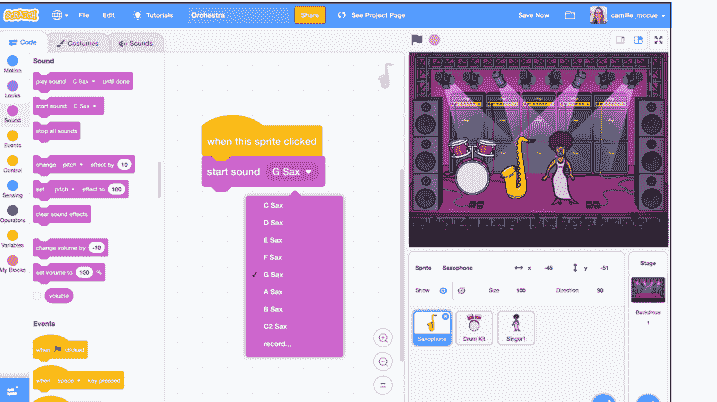 SCRATCH
File
Edit
Tutorials
Orchestra
Share
See Project Page
Save Now
camille_mccue
Code
Costumes
Sounds
Motion
Looks
Sound
Events
Control
Sensing
Operators
Variables
My Blocks
Sound
play sound C Sax until done
start sound C Sax
stop all sounds
change pitch effect by 10
set pitch effect to 100
clear sound effects
change volume by -10
set volume to 100 %
volume
Events
when clicked
when space key pressed
when this sprite clicked
start sound G Sax
C Sax
D Sax
E Sax
F Sax
G Sax
A Sax
B Sax
C2 Sax
record...
Sprite Saxophone x -45 y -51
Show Size 100 Direction 90
Saxophone
Drum Kit
Singer1
Stage
Backdrops
1